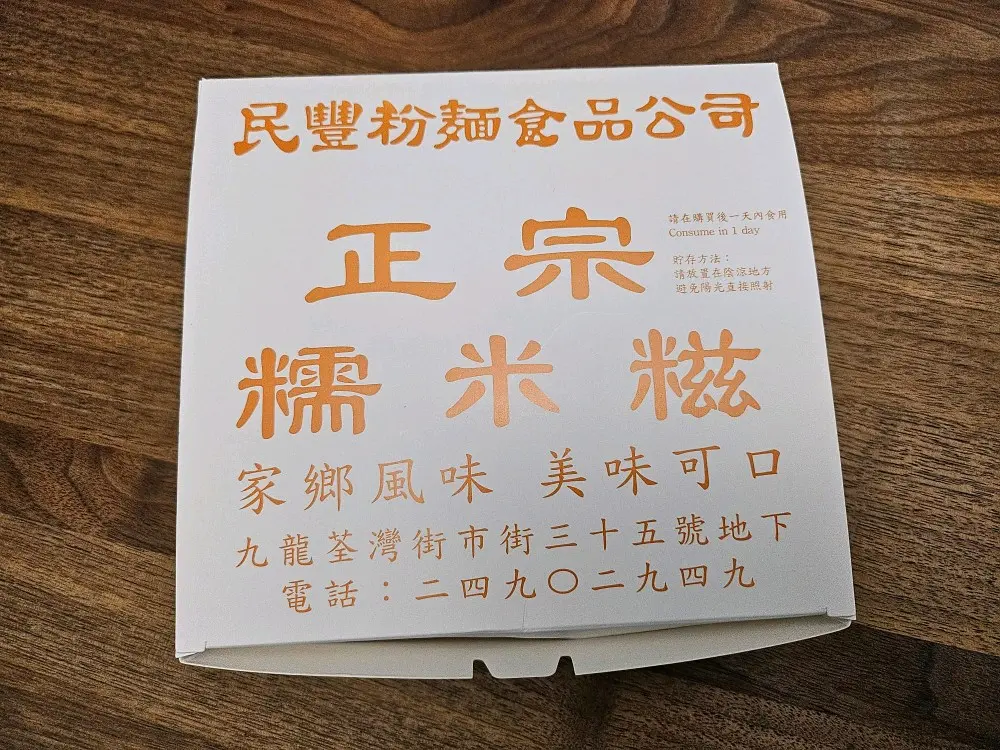 民豐粉麵食品公司
正宗
請在購買後一天內食用
Consume in 1 day
貯存方法：
請放置在陰涼地方
避免陽光直接照射
糯米糍
家鄉風味 美味可口
九龍荃灣街市街三十五號地下
電話：二四九〇二九四九